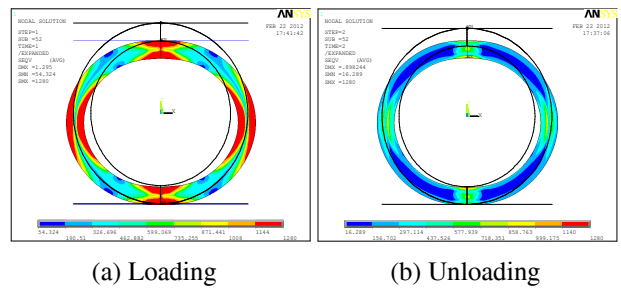 NODAL SOLUTION
STEP=1
SUB =52
TIME=1
/EXPANDED
SEQV (AVG)
DMX =1.295
SMN =54.324
SMX =1280
ANSYS
FEB 22 2012
17:41:42
X
54.324 326.696 599.069 871.441 1144
190.51 462.882 735.255 1008 1280
NODAL SOLUTION
STEP=2
SUB =52
TIME=2
/EXPANDED
SEQV (AVG)
DMX =.898244
SMN =16.289
SMX =1280
ANSYS
FEB 22 2012
17:37:06
X
16.289 297.114 577.939 858.763 1140
156.702 437.526 718.351 999.175 1280
(a) Loading
(b) Unloading